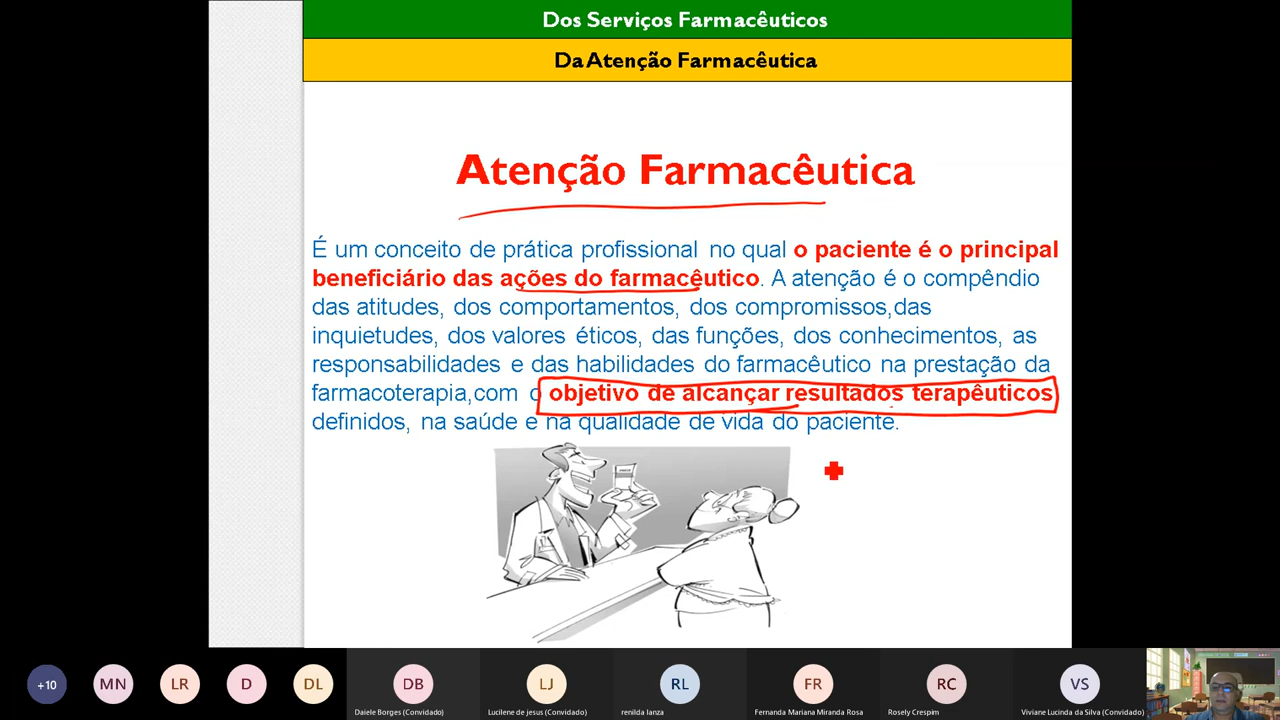 Dos Serviços Farmacêuticos
Da Atenção Farmacêutica
Atenção Farmacêutica
É um conceito de prática profissional no qual o paciente é o principal
beneficiário das ações do farmacêutico. A atenção é o compêndio
das atitudes, dos comportamentos, dos compromissos,das
inquietudes, dos valores éticos, das funções, dos conhecimentos, as
responsabilidades e das habilidades do farmacêutico na prestação da
farmacoterapia,com o objetivo de alcançar resultados terapêuticos
definidos, na saúde e na qualidade de vida do paciente.
+10 MN LR D DL DB LJ RL FR RC VS
Daiele Borges (Convidado) Lucilene de jesus (Convidado) renilda lanza Fernanda Mariana Miranda Rosa Rosely Crespim Viviane Lucinda da Silva (Convidado)